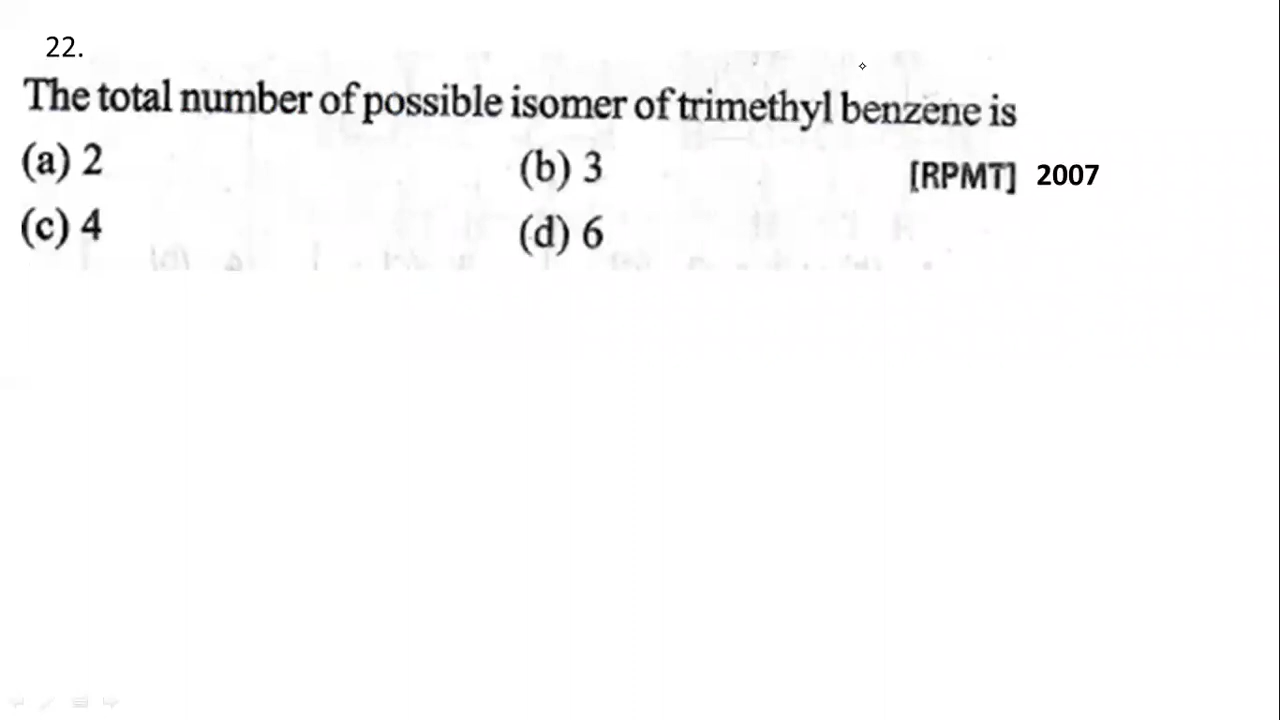 22.
The total number of possible isomer of trimethyl benzene is
(a) 2 (b) 3 [RPMT] 2007
(c) 4 (d) 6